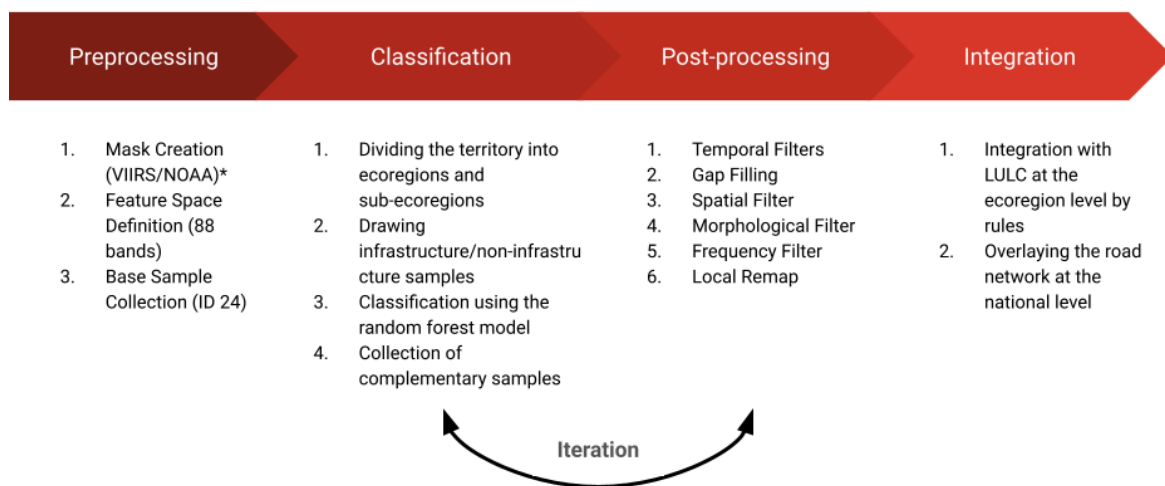 Preprocessing
Classification
Post-processing
Integration
1. Mask Creation
(VIIRS/NOAA)*
2. Feature Space
Definition (88
bands)
3. Base Sample
Collection (ID 24)
1. Dividing the territory into
ecoregions and
sub-ecoregions
2. Drawing
infrastructure/non-infrastru
cture samples
3. Classification using the
random forest model
4. Collection of
complementary samples
1. Temporal Filters
2. Gap Filling
3. Spatial Filter
4. Morphological Filter
5. Frequency Filter
6. Local Remap
1. Integration with
LULC at the
ecoregion level by
rules
2. Overlaying the road
network at the
national level
Iteration